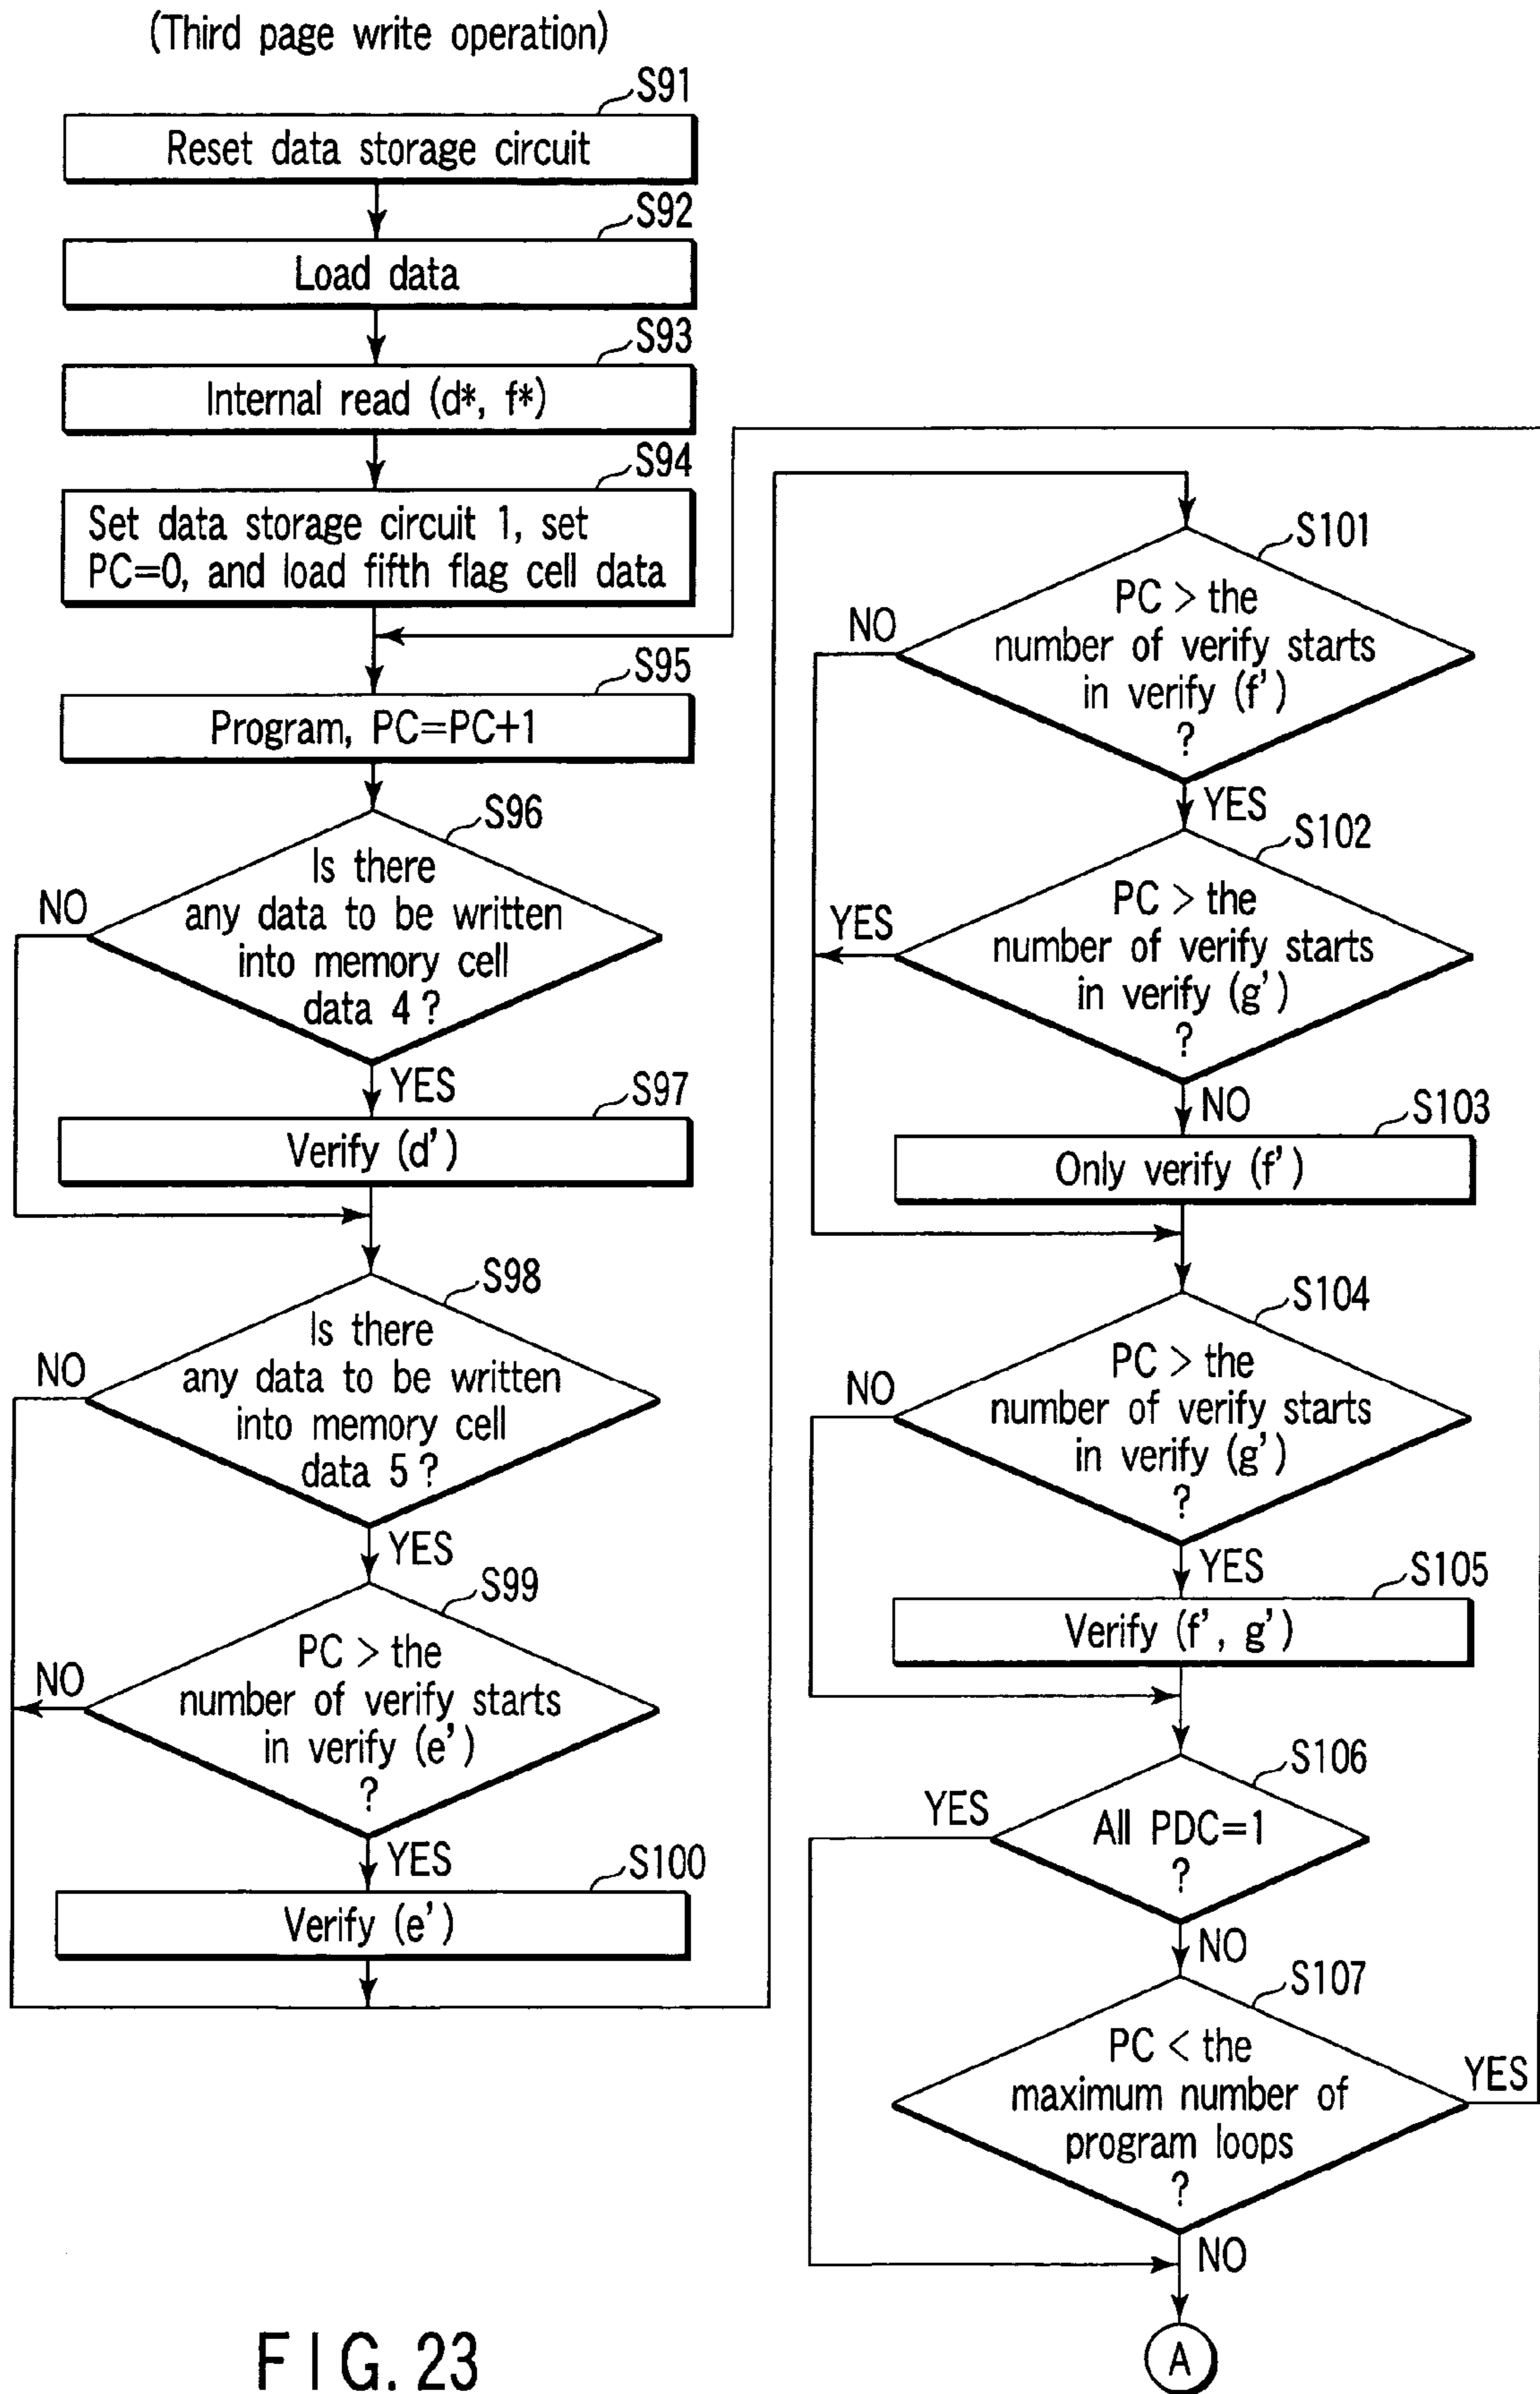 (Third page write operation)
S91
Reset data storage circuit
S92
Load data
S93
Internal read (d*, f*)
S94
Set data storage circuit 1, set
PC=0, and load fifth flag cell data
S95
Program, PC=PC+1
S96
Is there
any data to be written
into memory cell
data 4 ?
NO
YES
S97
Verify (d')
S98
Is there
any data to be written
into memory cell
data 5 ?
NO
YES
S99
PC > the
number of verify starts
in verify (e')
?
NO
YES
S100
Verify (e')
S101
PC > the
number of verify starts
in verify (f')
?
NO
YES
S102
PC > the
number of verify starts
in verify (g')
?
YES
NO
S103
Only verify (f')
S104
PC > the
number of verify starts
in verify (g')
?
NO
YES
S105
Verify (f', g')
S106
All PDC=1
?
YES
NO
S107
PC < the
maximum number of
program loops
?
YES
NO
A
FIG. 23